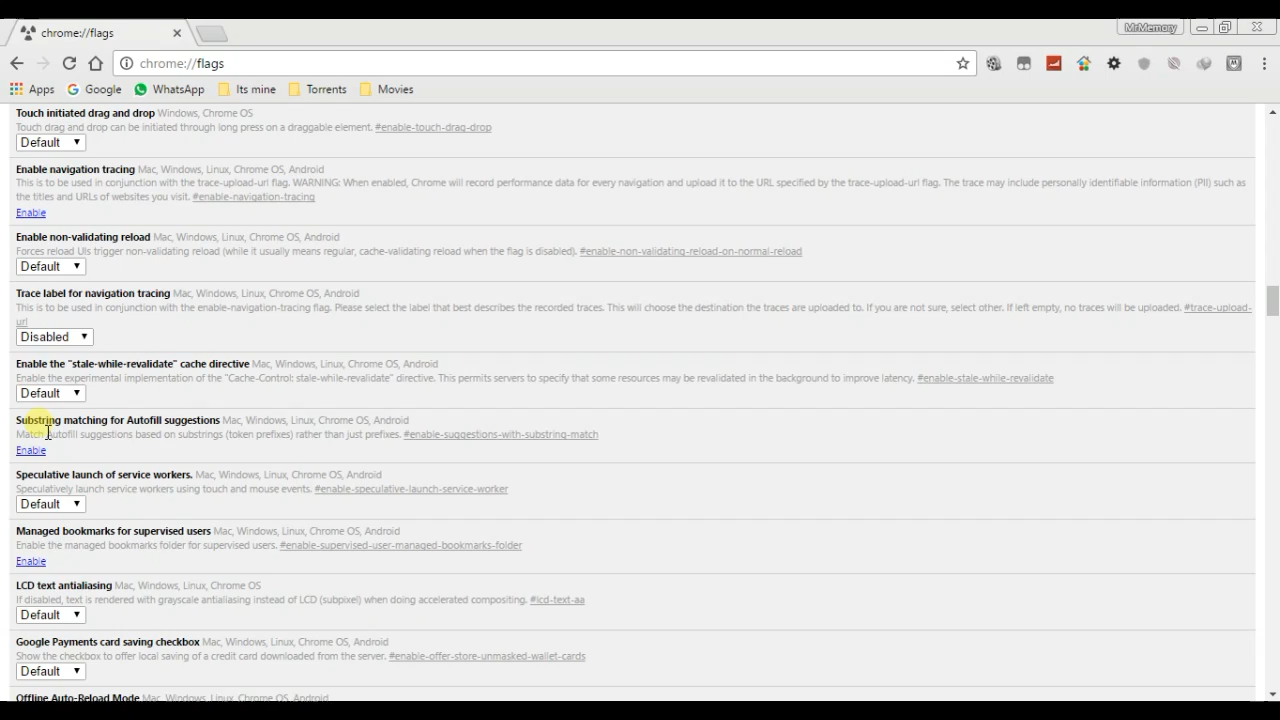 chrome://flags
MrMemory
chrome://flags
Apps Google WhatsApp Its mine Torrents Movies
Touch initiated drag and drop Windows, Chrome OS
Touch drag and drop can be initiated through long press on a draggable element. #enable-touch-drag-drop
Default
Enable navigation tracing Mac, Windows, Linux, Chrome OS, Android
This is to be used in conjunction with the trace-upload-url flag. WARNING: When enabled, Chrome will record performance data for every navigation and upload it to the URL specified by the trace-upload-url flag. The trace may include personally identifiable information (PII) such as
the titles and URLs of websites you visit. #enable-navigation-tracing
Enable
Enable non-validating reload Mac, Windows, Linux, Chrome OS, Android
Forces reload UIs trigger non-validating reload (while it usually means regular, cache-validating reload when the flag is disabled). #enable-non-validating-reload-on-normal-reload
Default
Trace label for navigation tracing Mac, Windows, Linux, Chrome OS, Android
This is to be used in conjunction with the enable-navigation-tracing flag. Please select the label that best describes the recorded traces. This will choose the destination the traces are uploaded to. If you are not sure, select other. If left empty, no traces will be uploaded. #trace-upload-
url
Disabled
Enable the "stale-while-revalidate" cache directive Mac, Windows, Linux, Chrome OS, Android
Enable the experimental implementation of the "Cache-Control: stale-while-revalidate" directive. This permits servers to specify that some resources may be revalidated in the background to improve latency. #enable-stale-while-revalidate
Default
Substring matching for Autofill suggestions Mac, Windows, Linux, Chrome OS, Android
Match Autofill suggestions based on substrings (token prefixes) rather than just prefixes. #enable-suggestions-with-substring-match
Enable
Speculative launch of service workers. Mac, Windows, Linux, Chrome OS, Android
Speculatively launch service workers using touch and mouse events. #enable-speculative-launch-service-worker
Default
Managed bookmarks for supervised users Mac, Windows, Linux, Chrome OS, Android
Enable the managed bookmarks folder for supervised users. #enable-supervised-user-managed-bookmarks-folder
Enable
LCD text antialiasing Mac, Windows, Linux, Chrome OS
If disabled, text is rendered with grayscale antialiasing instead of LCD (subpixel) when doing accelerated compositing. #lcd-text-aa
Default
Google Payments card saving checkbox Mac, Windows, Linux, Chrome OS, Android
Show the checkbox to offer local saving of a credit card downloaded from the server. #enable-offer-store-unmasked-wallet-cards
Default
Offline Auto-Reload Mode Mac, Windows, Linux, Chrome OS, Android